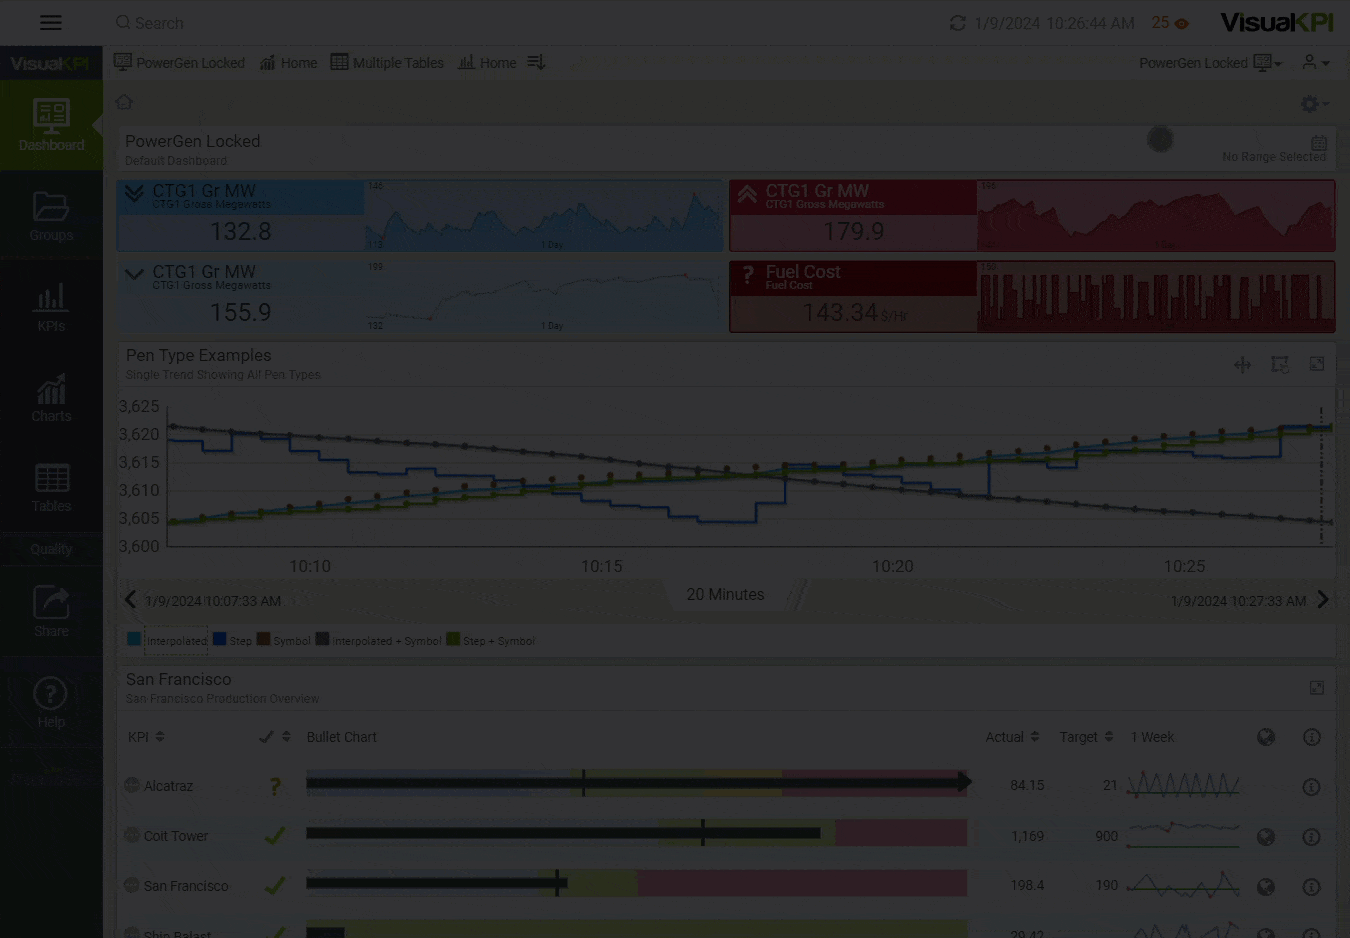 Search
1/9/2024 10:26:44 AM 25 VisualKPI
VisualKPI PowerGen Locked Home Multiple Tables Home PowerGen Locked
Dashboard
Groups
KPIs
Charts
Tables
Quality
Share
Help
PowerGen Locked
Default Dashboard
No Range Selected
CTG1 Gr MW
CTG1 Gross Megawatts
132.8
146
113
1 Day
CTG1 Gr MW
CTG1 Gross Megawatts
179.9
CTG1 Gr MW
CTG1 Gross Megawatts
155.9
199
132
1 Day
? Fuel Cost
Fuel Cost
143.34 $/Hr
Pen Type Examples
Single Trend Showing All Pen Types.
3,625
3,620
3,615
3,610
3,605
3,600
10:10 10:15 10:20 10:25
1/9/2024 10:07:33 AM 20 Minutes 1/9/2024 10:27:33 AM
Interpolated Step Symbol Interpolated + Symbol Step + Symbol
San Francisco
San Francisco Production Overview
KPI Bullet Chart Actual Target 1 Week
Alcatraz ? 84.15 21
Coit Tower 1,169 900
San Francisco 198.4 190